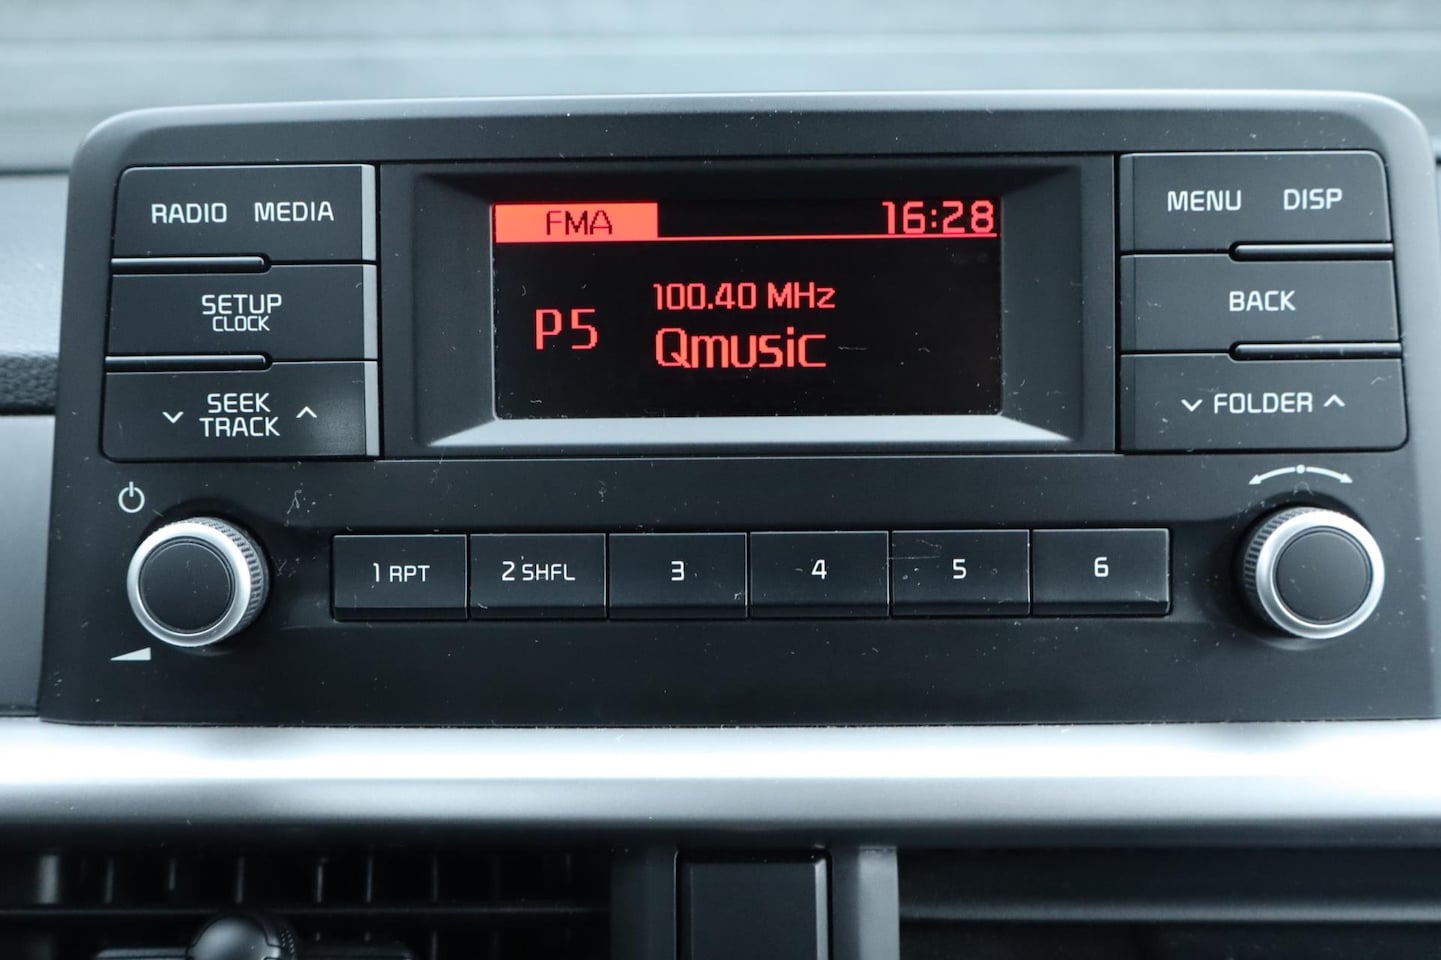 RADIO MEDIA
SETUP
CLOCK
SEEK
TRACK
FMA 16:28
100.40 MHz
P5
Qmusic
MENU DISP
BACK
FOLDER
1 RPT
2 SHFL
3
4
5
6